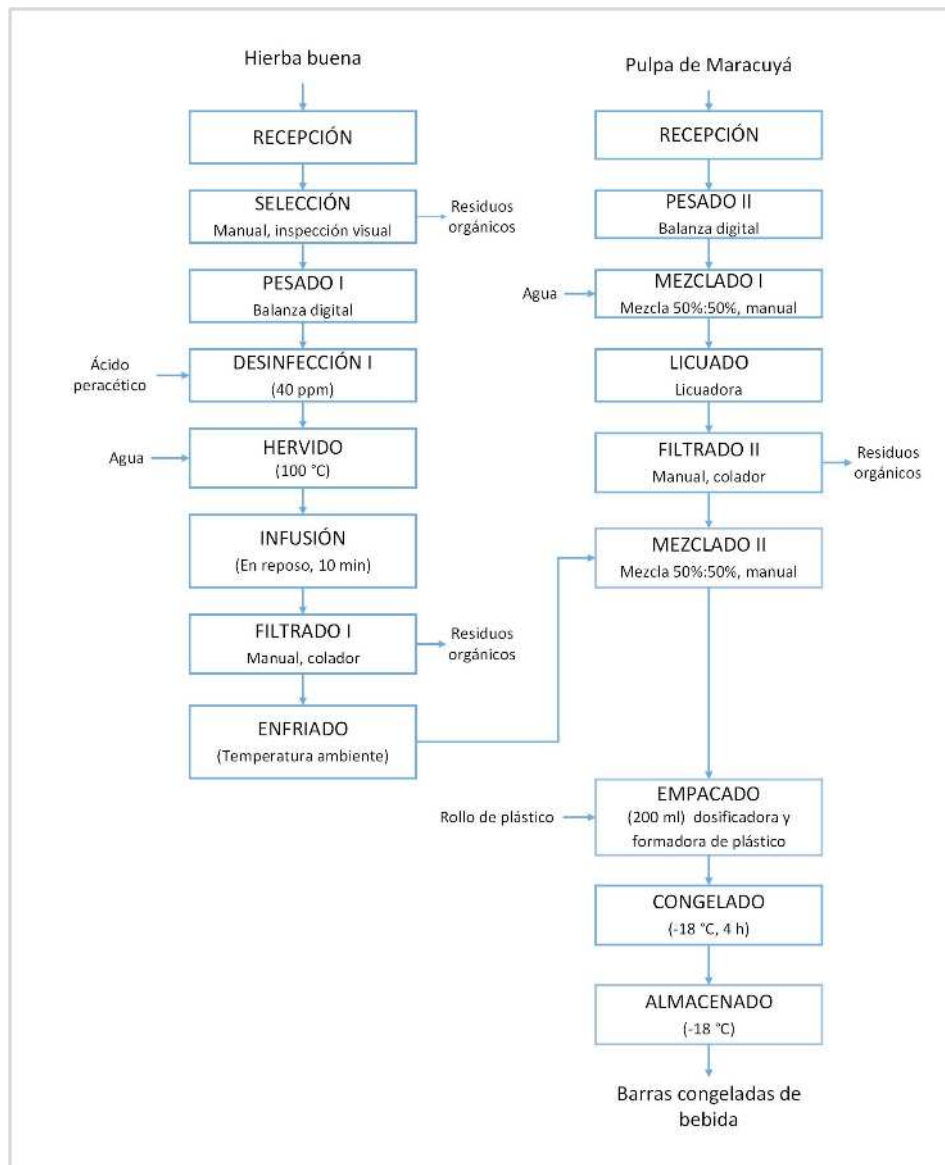 Hierba buena
RECEPCIÓN
SELECCIÓN
Manual, inspección visual
Residuos
orgánicos
PESADO I
Balanza digital
Ácido
peracético
DESINFECCIÓN I
(40 ppm)
Agua
HERVIDO
(100 °C)
INFUSIÓN
(En reposo, 10 min)
FILTRADO I
Manual, colador
Residuos
orgánicos
ENFRIADO
(Temperatura ambiente)
Pulpa de Maracuyá
RECEPCIÓN
PESADO II
Balanza digital
Agua
MEZCLADO I
Mezcla 50%:50%, manual
LICUADO
Licuadora
FILTRADO II
Manual, colador
Residuos
orgánicos
MEZCLADO II
Mezcla 50%:50%, manual
Rollo de plástico
EMPACADO
(200 ml) dosificadora y
formadora de plástico
CONGELADO
(-18 °C, 4 h)
ALMACENADO
(-18 °C)
Barras congeladas de
bebida